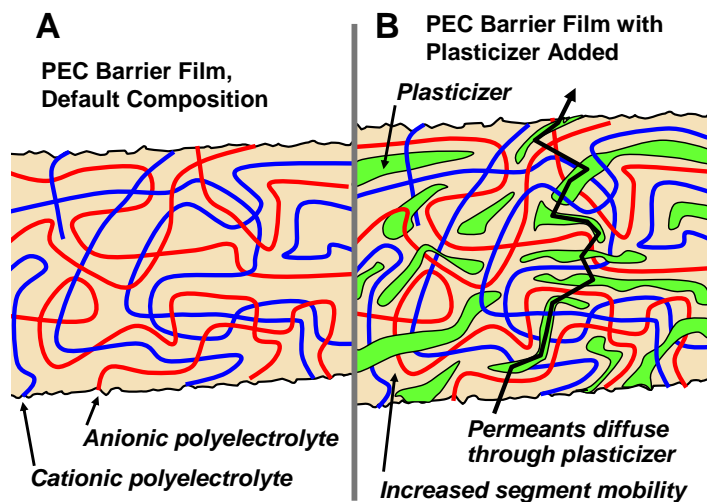 A
PEC Barrier Film,
Default Composition
Anionic polyelectrolyte
Cationic polyelectrolyte
B
PEC Barrier Film with
Plasticizer Added
Plasticizer
Permeants diffuse
through plasticizer
Increased segment mobility